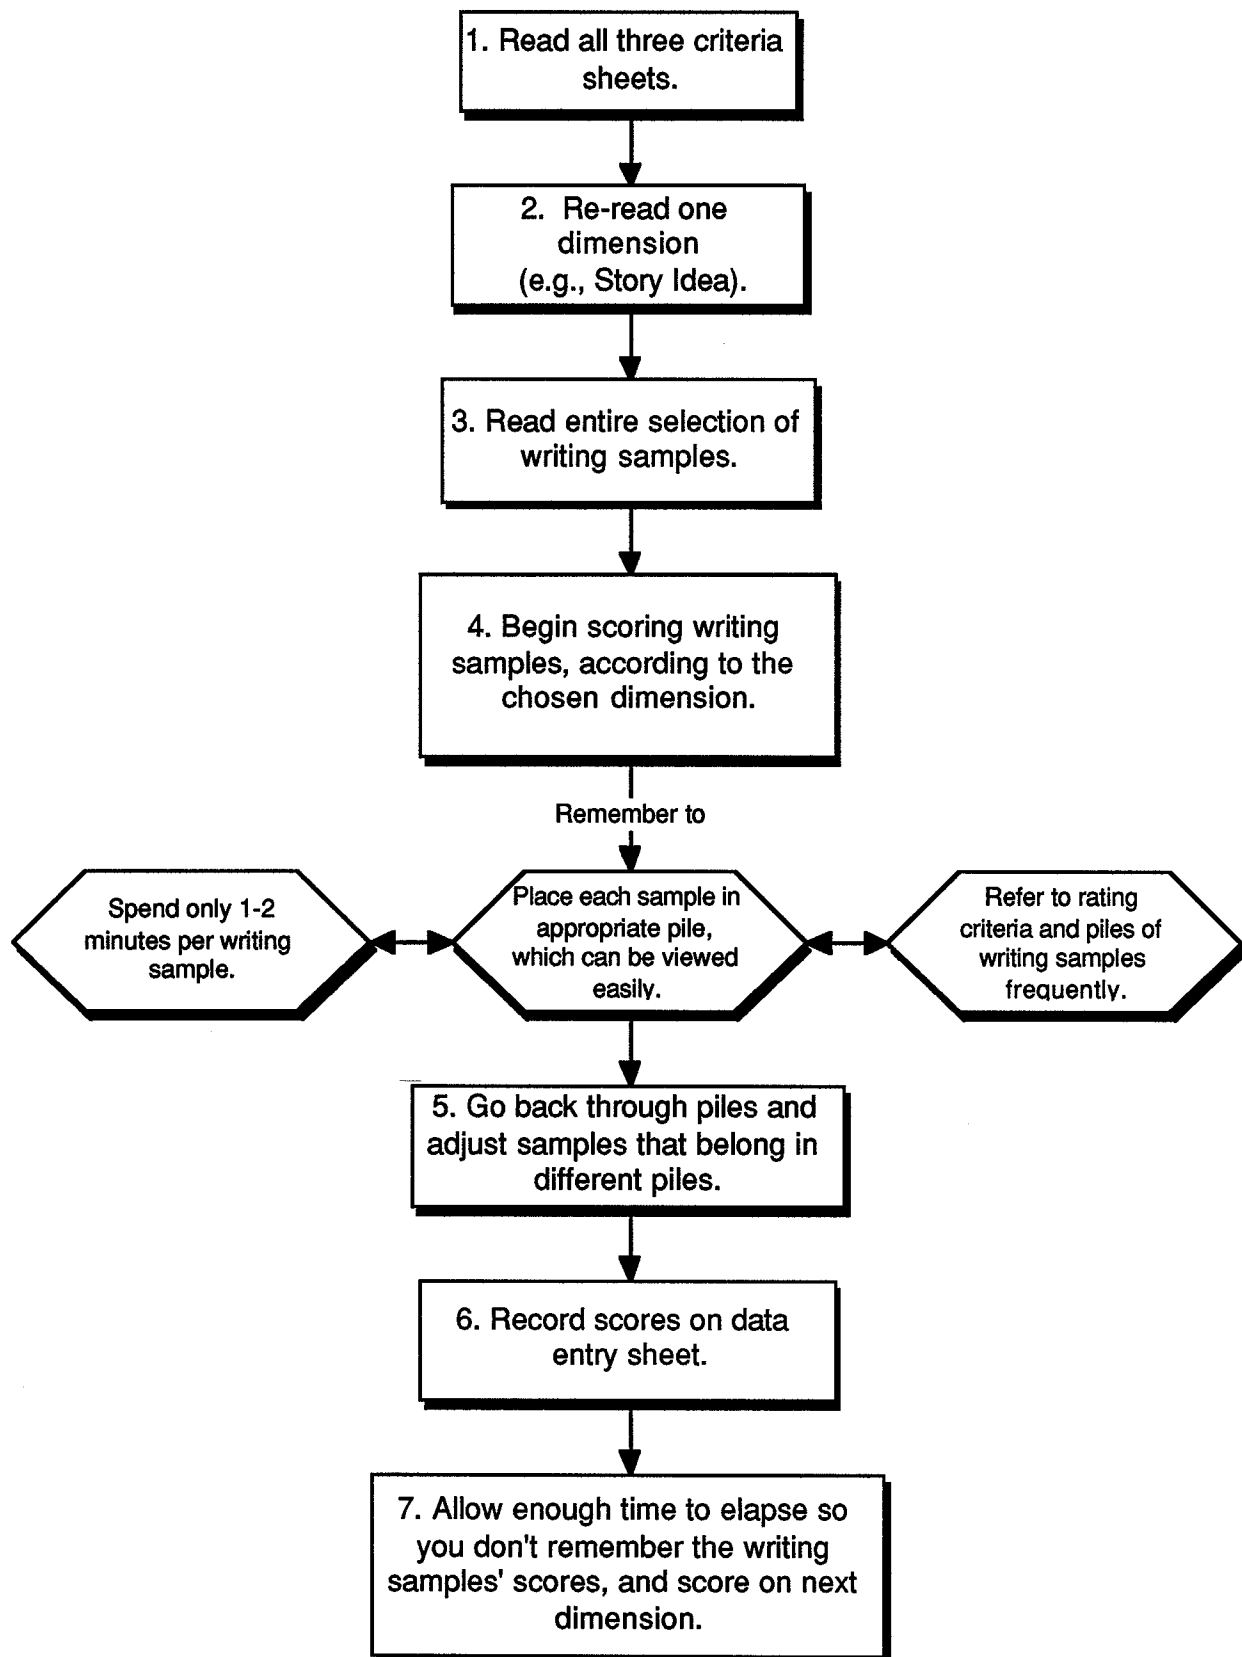 1. Read all three criteria
sheets.
2. Re-read one
dimension
(e.g., Story Idea).
3. Read entire selection of
writing samples.
4. Begin scoring writing
samples, according to the
chosen dimension.
Remember to
Spend only 1-2
minutes per writing
sample.
Place each sample in
appropriate pile,
which can be viewed
easily.
Refer to rating
criteria and piles of
writing samples
frequently.
5. Go back through piles and
adjust samples that belong in
different piles.
6. Record scores on data
entry sheet.
7. Allow enough time to elapse so
you don't remember the writing
samples' scores, and score on next
dimension.